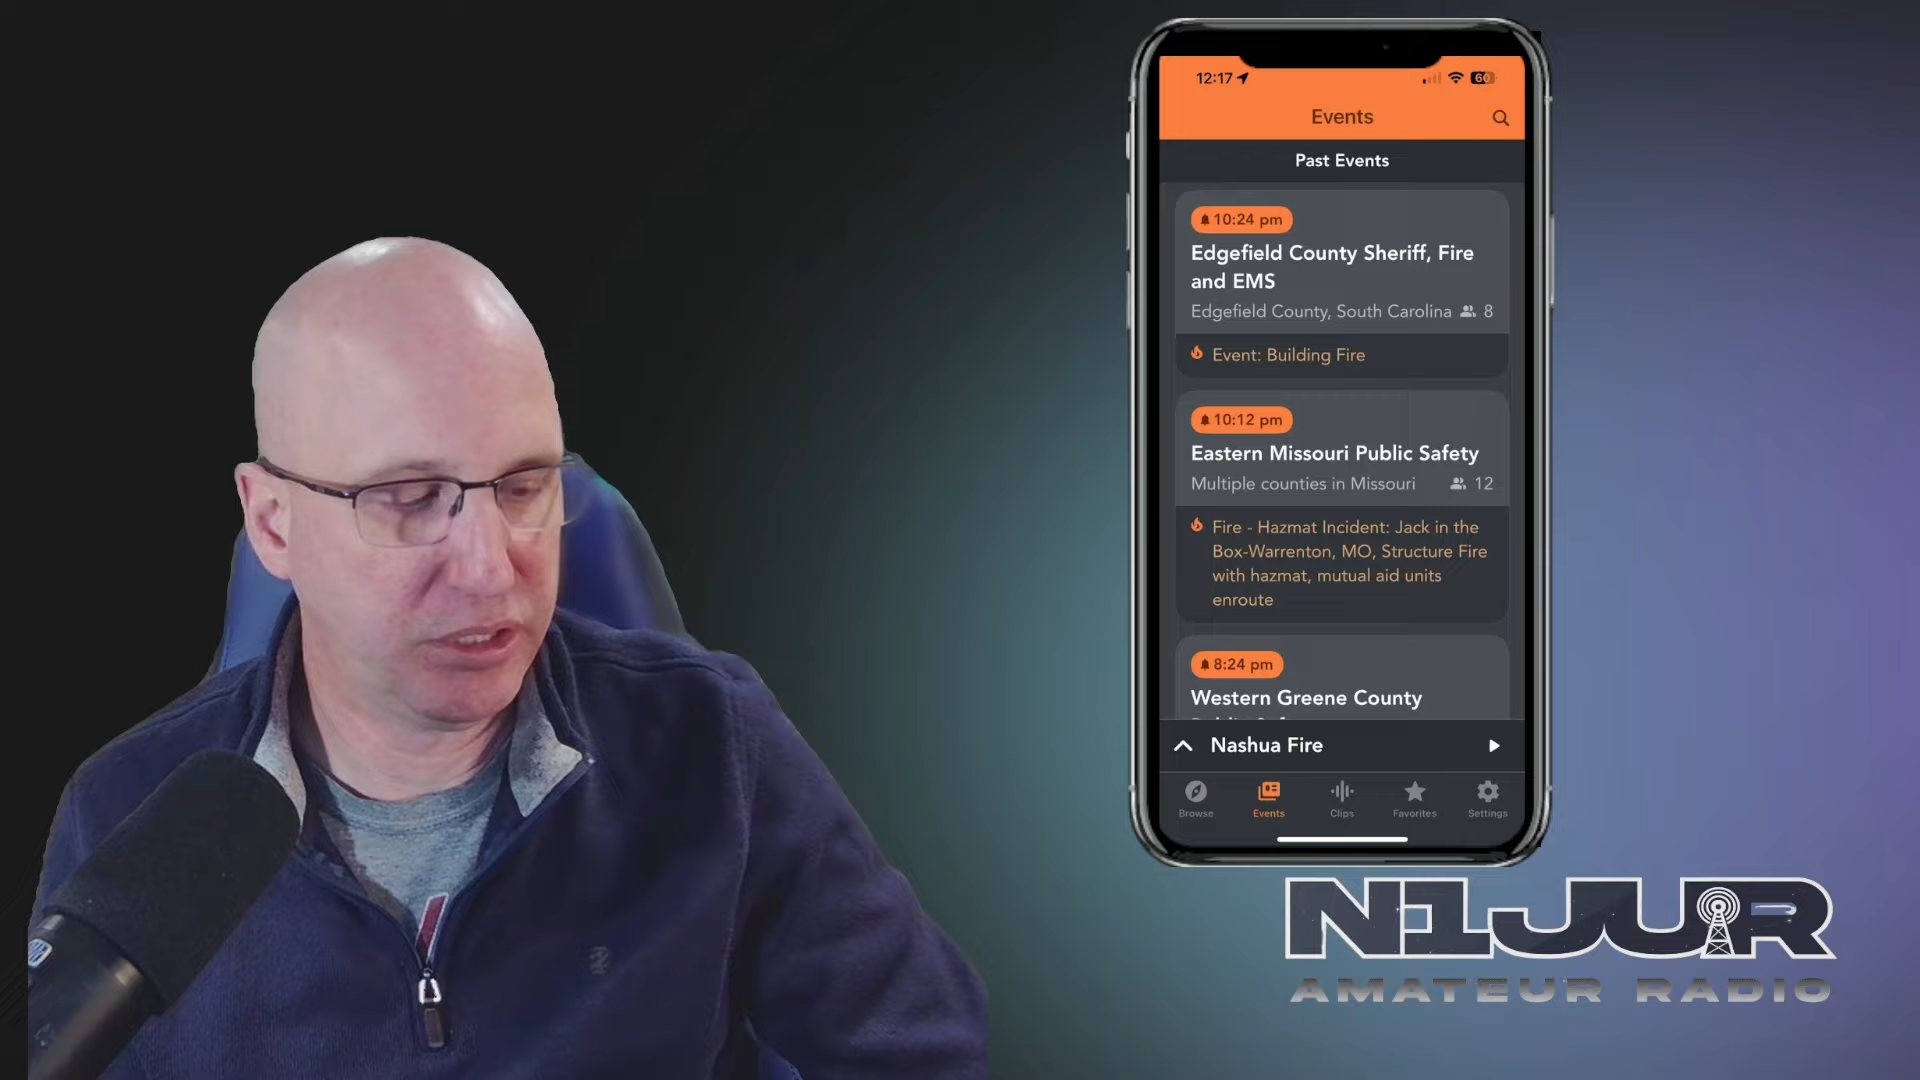 12:17
60
Events
Past Events
10:24 pm
Edgefield County Sheriff, Fire
and EMS
Edgefield County, South Carolina 8
Event: Building Fire
10:12 pm
Eastern Missouri Public Safety
Multiple counties in Missouri 12
Fire - Hazmat Incident: Jack in the
Box-Warrenton, MO, Structure Fire
with hazmat, mutual aid units
enroute
8:24 pm
Western Greene County
Nashua Fire
Browse Events Clips Favorites Settings
N1JUR
AMATEUR RADIO